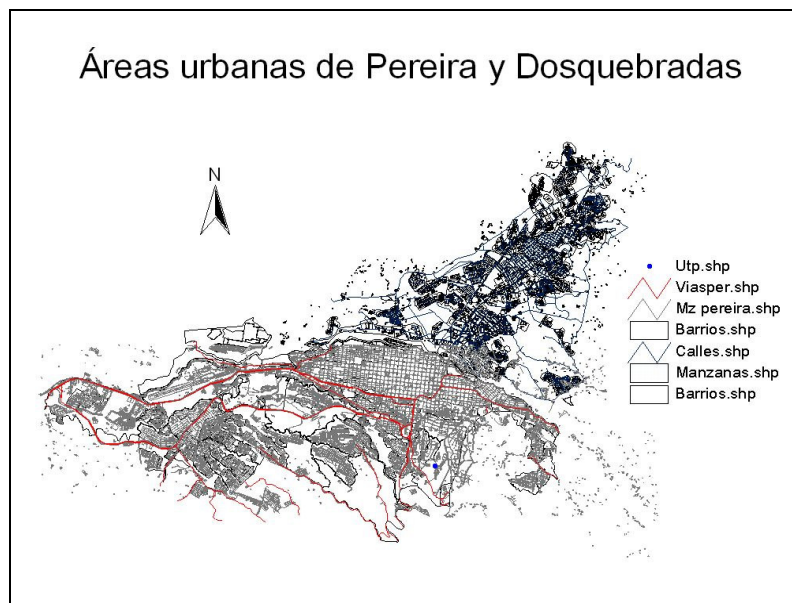 Áreas urbanas de Pereira y Dosquebradas
N
Utp.shp
Viasper.shp
Mz pereira.shp
Barrios.shp
Calles.shp
Manzanas.shp
Barrios.shp